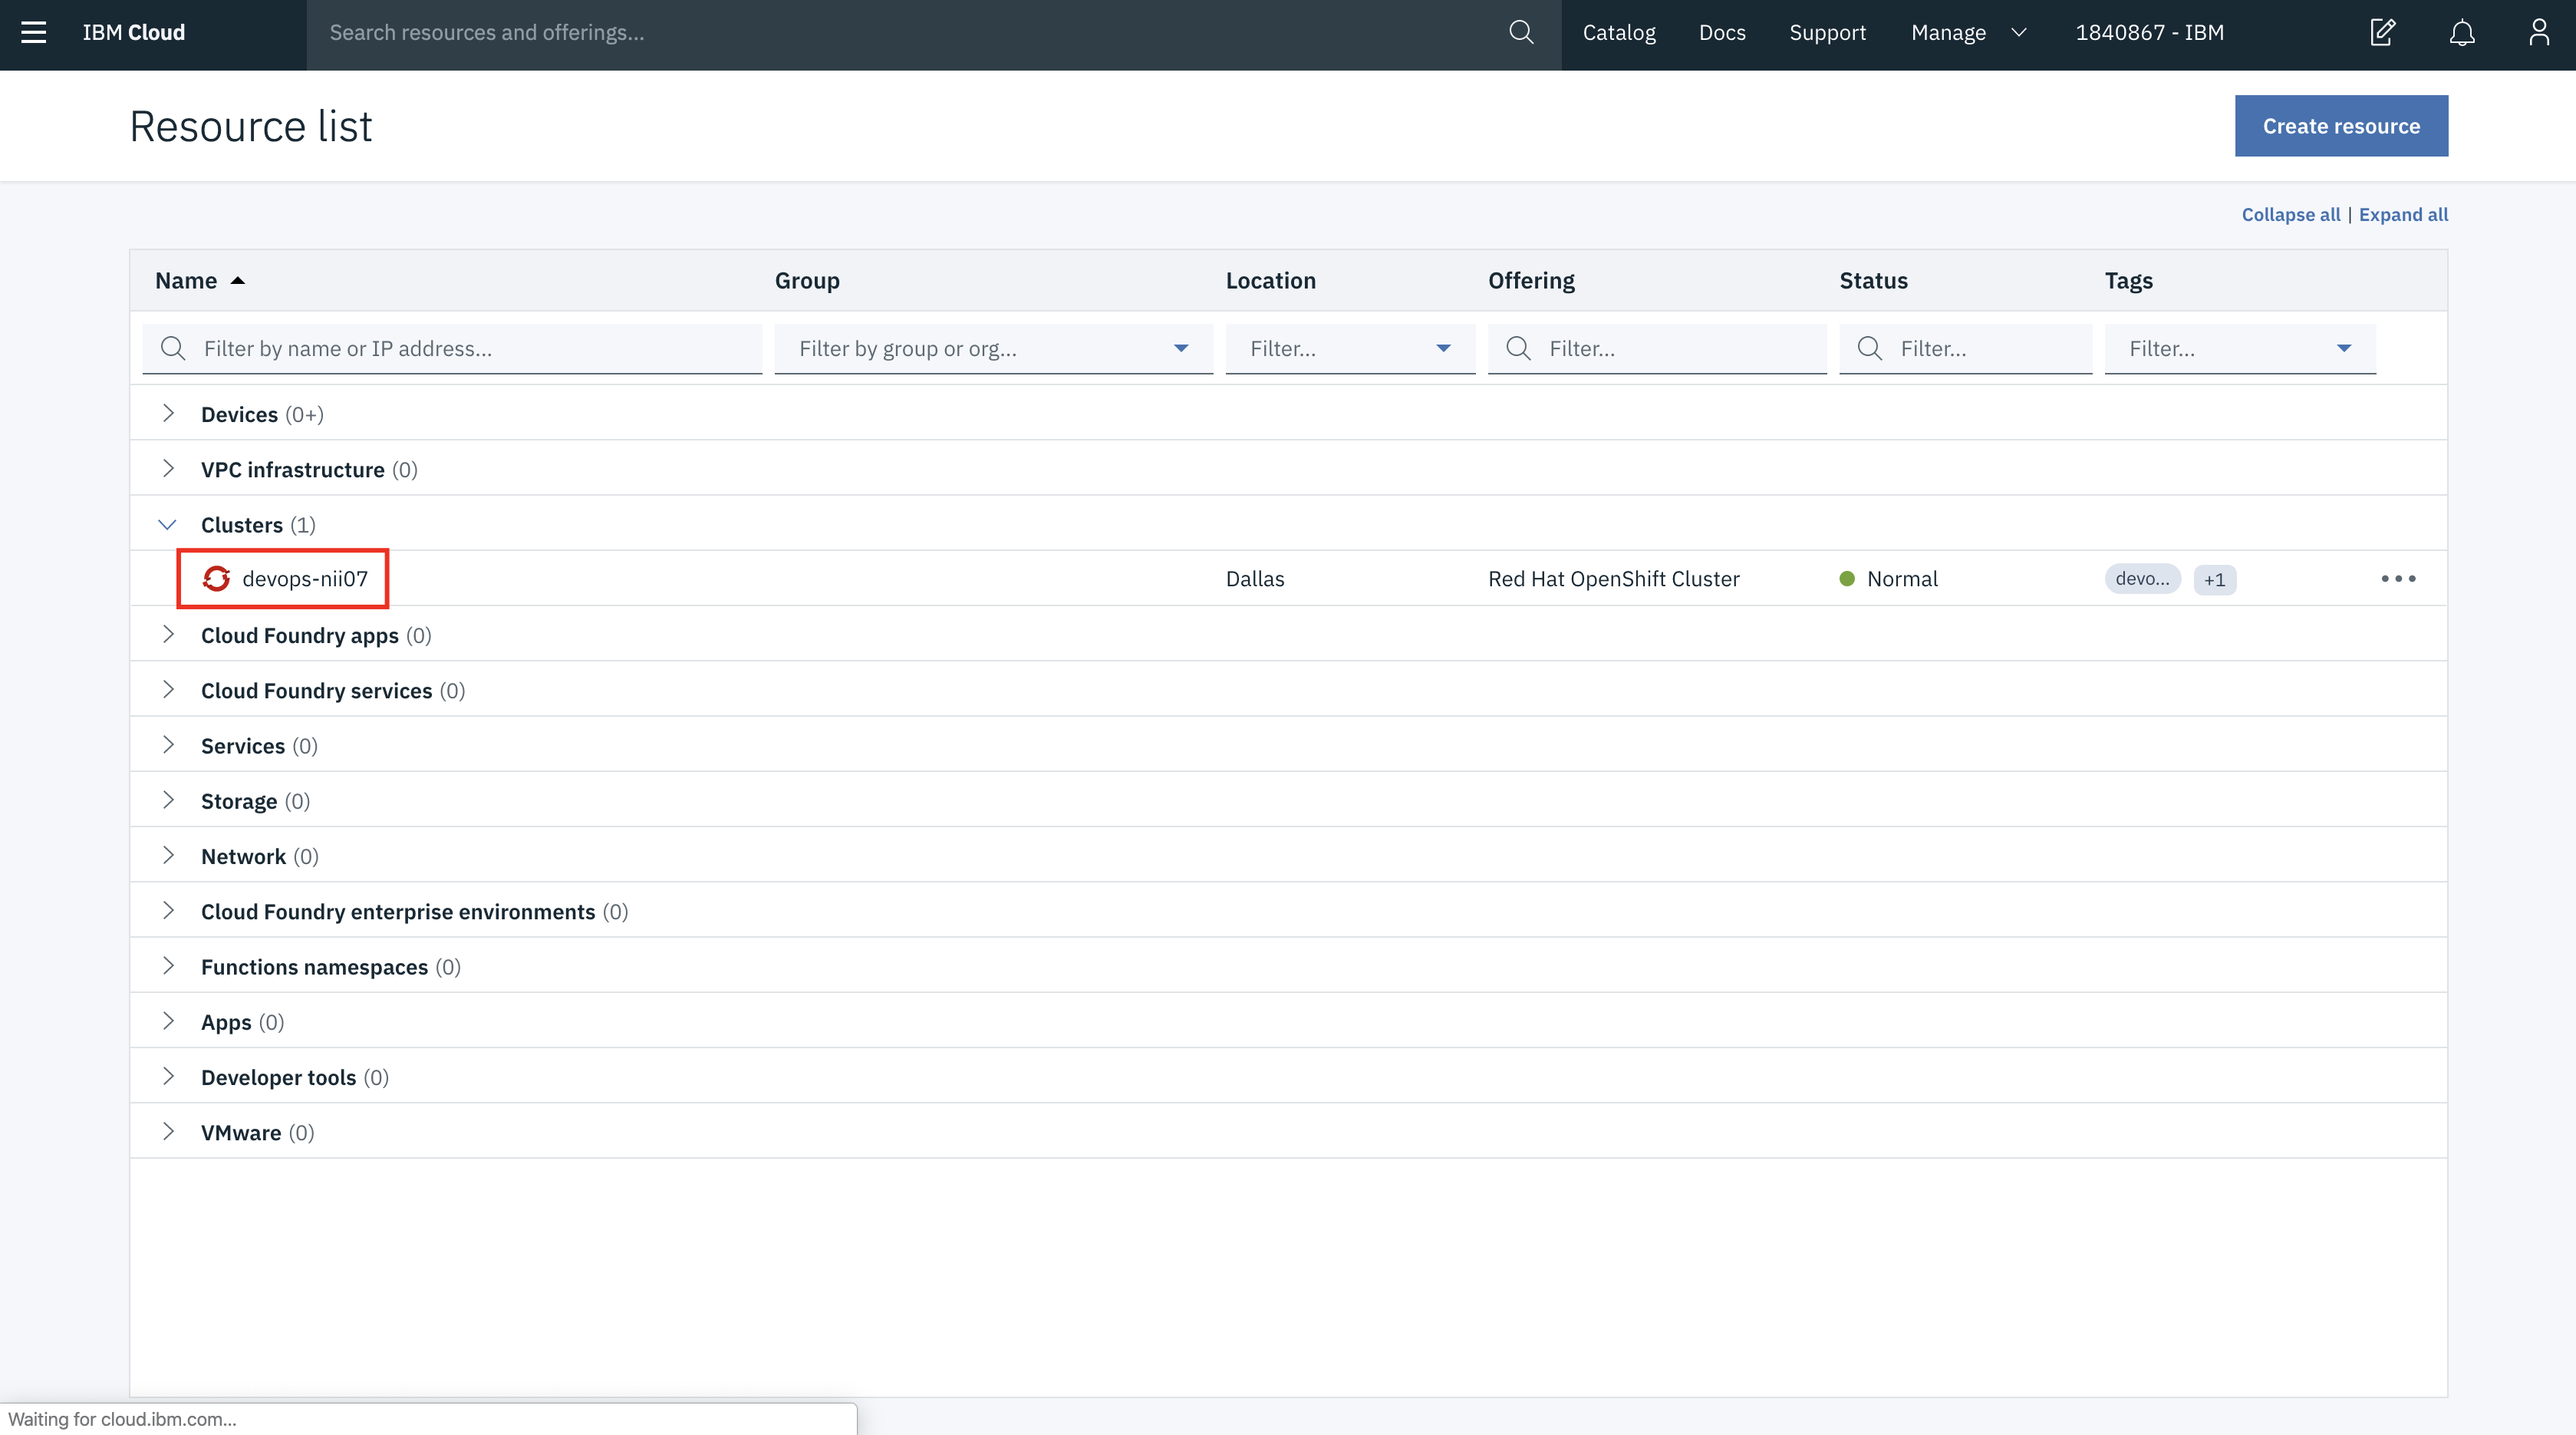 IBM Cloud Search resources and offerings... Catalog Docs Support Manage 1840867 - IBM
Resource list Create resource
Collapse all | Expand all
Name Group Location Offering Status Tags
Filter by name or IP address... Filter by group or org... Filter... Filter... Filter... Filter...
Devices (0+)
VPC infrastructure (0)
Clusters (1)
devops-nii07 Dallas Red Hat OpenShift Cluster Normal devo... +1
Cloud Foundry apps (0)
Cloud Foundry services (0)
Services (0)
Storage (0)
Network (0)
Cloud Foundry enterprise environments (0)
Functions namespaces (0)
Apps (0)
Developer tools (0)
VMware (0)
Waiting for cloud.ibm.com...